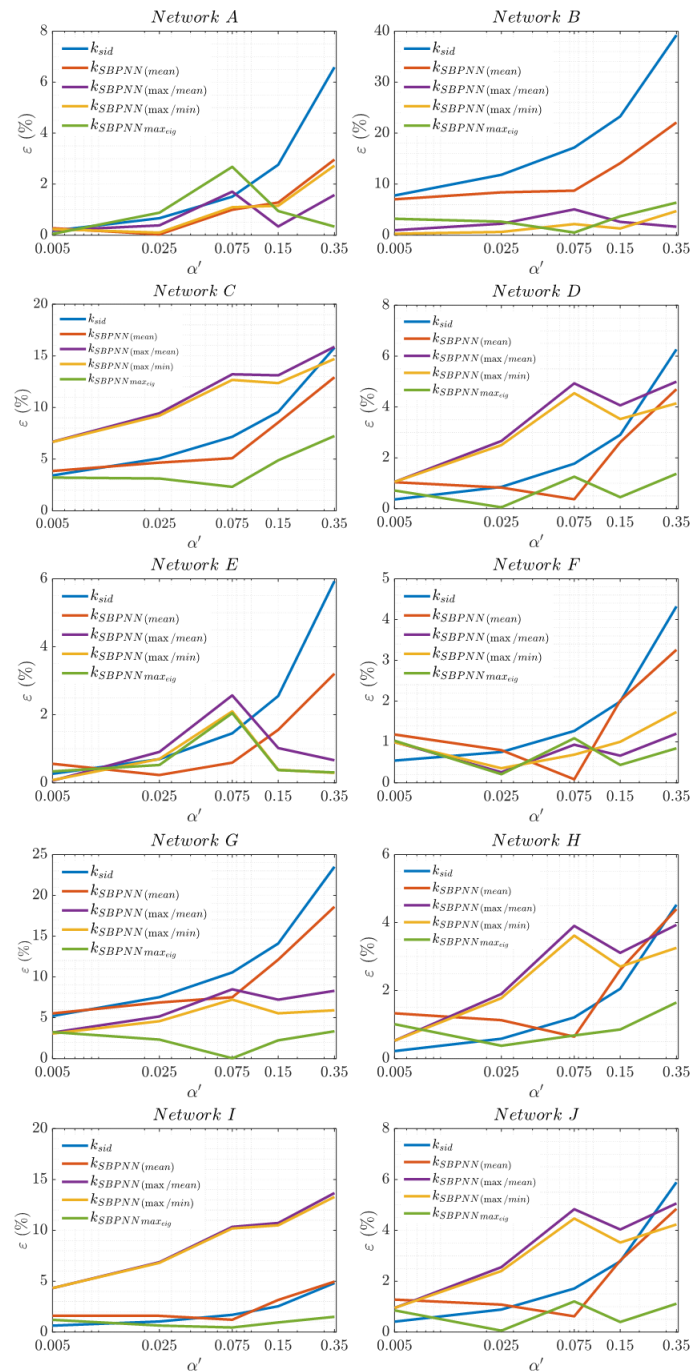 Network A
8
6
4
2
0
ε (%)
k_sid
k_SBPNN(mean)
k_SBPNN(max/mean)
k_SBPNN(max/min)
k_SBPNN max_eig
0.005 0.025 0.075 0.15 0.35
α′
Network B
40
30
20
10
0
ε (%)
k_sid
k_SBPNN(mean)
k_SBPNN(max/mean)
k_SBPNN(max/min)
k_SBPNN max_eig
0.005 0.025 0.075 0.15 0.35
α′
Network C
20
15
10
5
0
ε (%)
k_sid
k_SBPNN(mean)
k_SBPNN(max/mean)
k_SBPNN(max/min)
k_SBPNN max_eig
0.005 0.025 0.075 0.15 0.35
α′
Network D
8
6
4
2
0
ε (%)
k_sid
k_SBPNN(mean)
k_SBPNN(max/mean)
k_SBPNN(max/min)
k_SBPNN max_eig
0.005 0.025 0.075 0.15 0.35
α′
Network E
6
4
2
0
ε (%)
k_sid
k_SBPNN(mean)
k_SBPNN(max/mean)
k_SBPNN(max/min)
k_SBPNN max_eig
0.005 0.025 0.075 0.15 0.35
α′
Network F
5
4
3
2
1
0
ε (%)
k_sid
k_SBPNN(mean)
k_SBPNN(max/mean)
k_SBPNN(max/min)
k_SBPNN max_eig
0.005 0.025 0.075 0.15 0.35
α′
Network G
25
20
15
10
5
0
ε (%)
k_sid
k_SBPNN(mean)
k_SBPNN(max/mean)
k_SBPNN(max/min)
k_SBPNN max_eig
0.005 0.025 0.075 0.15 0.35
α′
Network H
6
4
2
0
ε (%)
k_sid
k_SBPNN(mean)
k_SBPNN(max/mean)
k_SBPNN(max/min)
k_SBPNN max_eig
0.005 0.025 0.075 0.15 0.35
α′
Network I
20
15
10
5
0
ε (%)
k_sid
k_SBPNN(mean)
k_SBPNN(max/mean)
k_SBPNN(max/min)
k_SBPNN max_eig
0.005 0.025 0.075 0.15 0.35
α′
Network J
8
6
4
2
0
ε (%)
k_sid
k_SBPNN(mean)
k_SBPNN(max/mean)
k_SBPNN(max/min)
k_SBPNN max_eig
0.005 0.025 0.075 0.15 0.35
α′